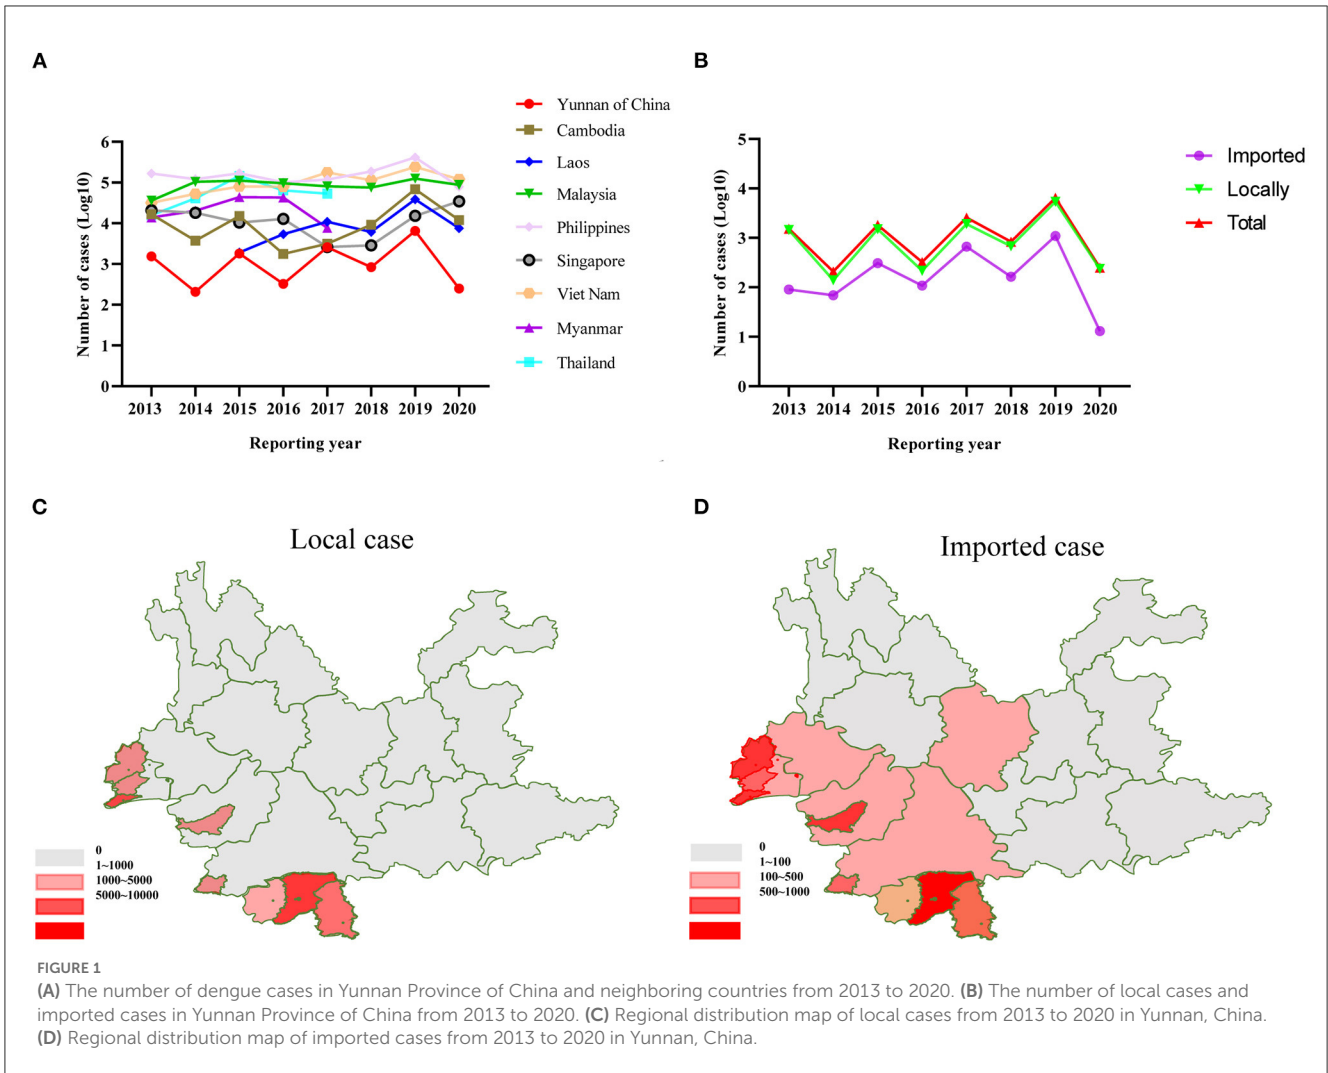 A
Yunnan of China
Cambodia
Laos
Malaysia
Philippines
Singapore
Viet Nam
Myanmar
Thailand
Number of cases (Log10)
6
5
4
3
2
1
0
2013 2014 2015 2016 2017 2018 2019 2020
Reporting year
B
Imported
Locally
Total
Number of cases (Log10)
5
4
3
2
1
0
2013 2014 2015 2016 2017 2018 2019 2020
Reporting year
C
Local case
0
1~1000
1000~5000
5000~10000
D
Imported case
0
1~100
100~500
500~1000
FIGURE 1
(A) The number of dengue cases in Yunnan Province of China and neighboring countries from 2013 to 2020. (B) The number of local cases and
imported cases in Yunnan Province of China from 2013 to 2020. (C) Regional distribution map of local cases from 2013 to 2020 in Yunnan, China.
(D) Regional distribution map of imported cases from 2013 to 2020 in Yunnan, China.